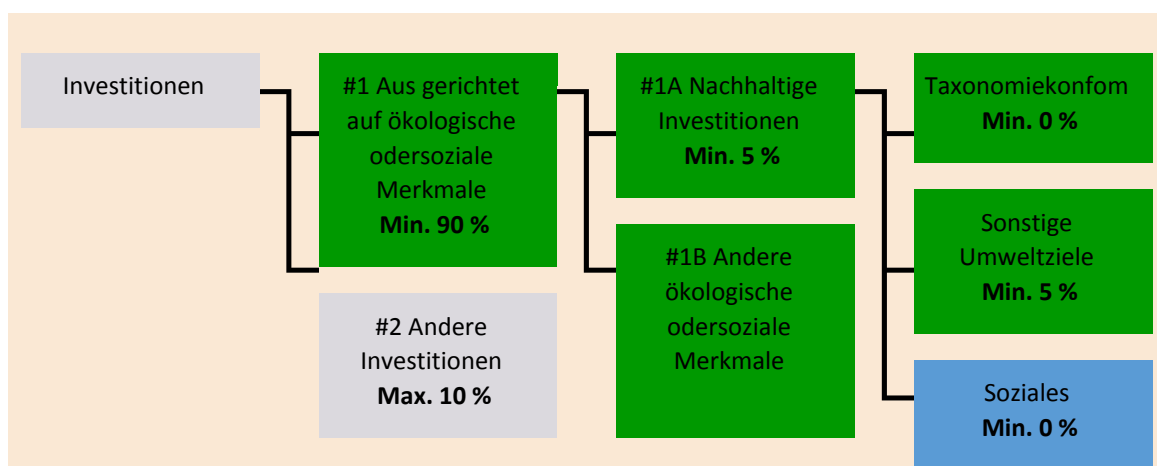 Investitionen
#1 Aus gerichtet
auf ökologische
odersoziale
Merkmale
Min. 90 %
#2 Andere
Investitionen
Max. 10 %
#1A Nachhaltige
Investitionen
Min. 5 %
#1B Andere
ökologische
odersoziale
Merkmale
Taxonomiekonfom
Min. 0 %
Sonstige
Umweltziele
Min. 5 %
Soziales
Min. 0 %